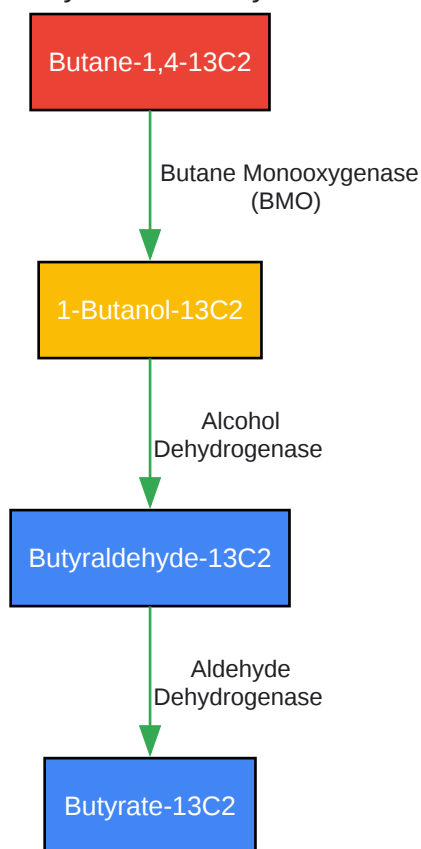 Butane-1,4-13C2
Butane Monooxygenase
(BMO)
1-Butanol-13C2
Alcohol
Dehydrogenase
Butyraldehyde-13C2
Aldehyde
Dehydrogenase
Butyrate-13C2